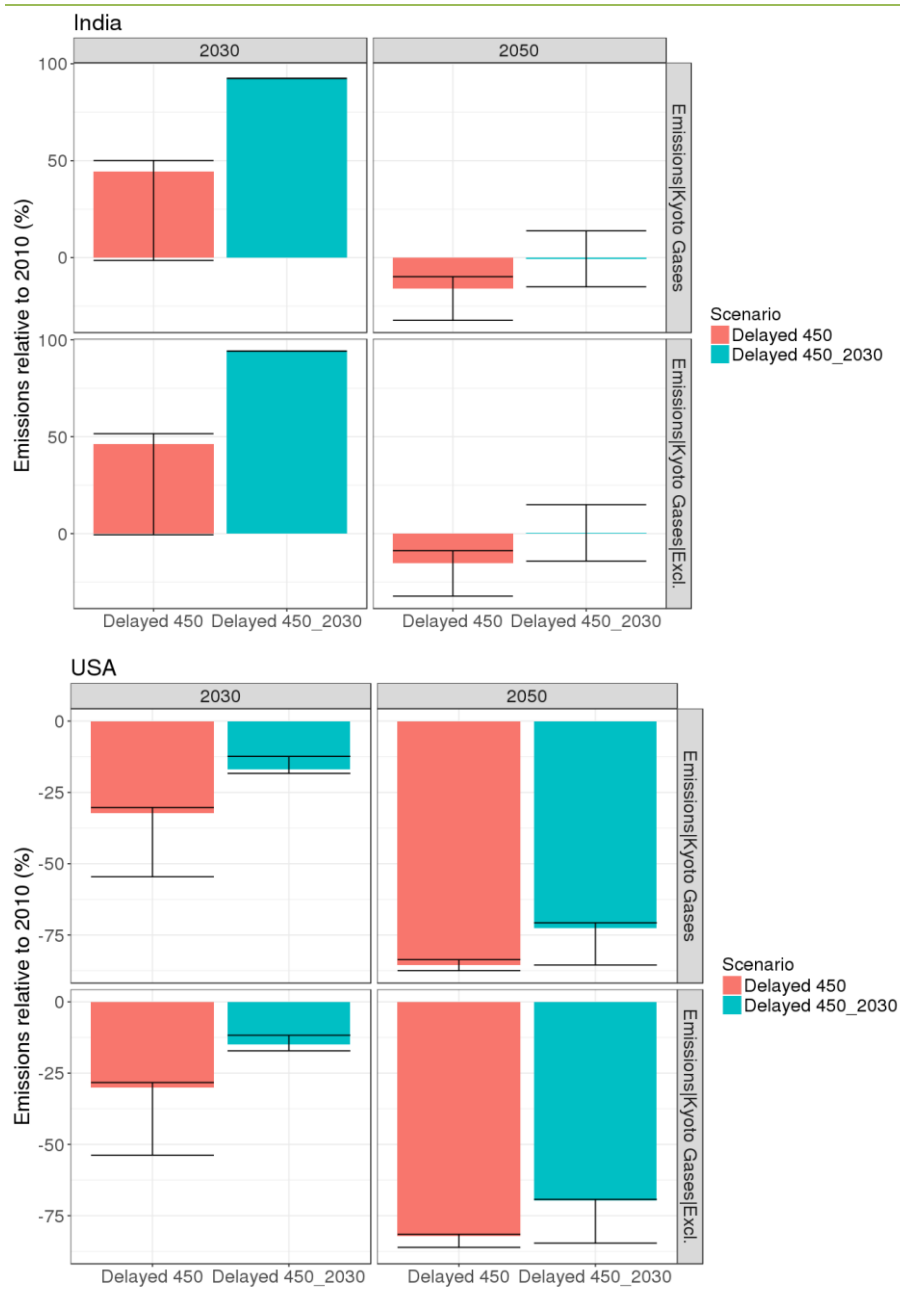 India
2030
2050
100
50
0
Emissions|Kyoto Gases
100
50
0
Emissions|Kyoto Gases|Excl.
Emissions relative to 2010 (%)
Delayed 450
Delayed 450_2030
Delayed 450
Delayed 450_2030
Scenario
Delayed 450
Delayed 450_2030
USA
2030
2050
0
-25
-50
-75
Emissions|Kyoto Gases
0
-25
-50
-75
Emissions|Kyoto Gases|Excl.
Emissions relative to 2010 (%)
Delayed 450
Delayed 450_2030
Delayed 450
Delayed 450_2030
Scenario
Delayed 450
Delayed 450_2030